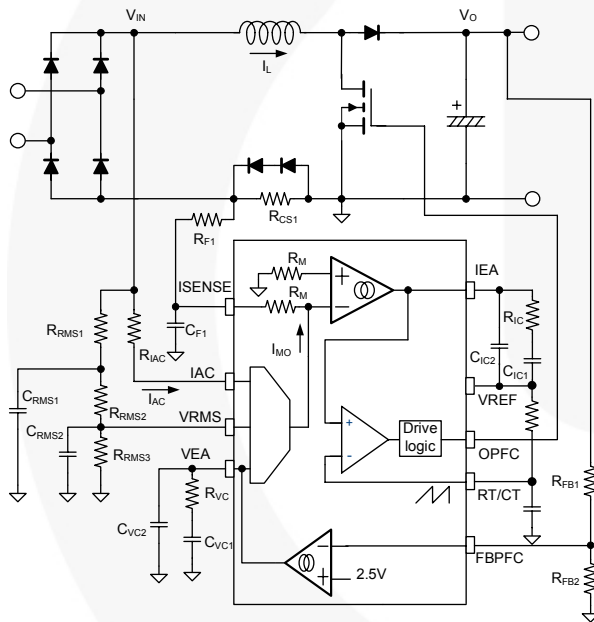 VIN
VO
IL
RCS1
RF1
ISENSE
RM
RM
IEA
CF1
IMO
RIC
CIC2
CIC1
RRMS1
RIAC
IAC
IAC
VREF
CRMS1
RRMS2
VRMS
CRMS2
RRMS3
VEA
Drive
logic
OPFC
RT/CT
RFB1
RVC
CVC2
CVC1
FBPFC
2.5V
RFB2
+
-
+
-
+
-
+